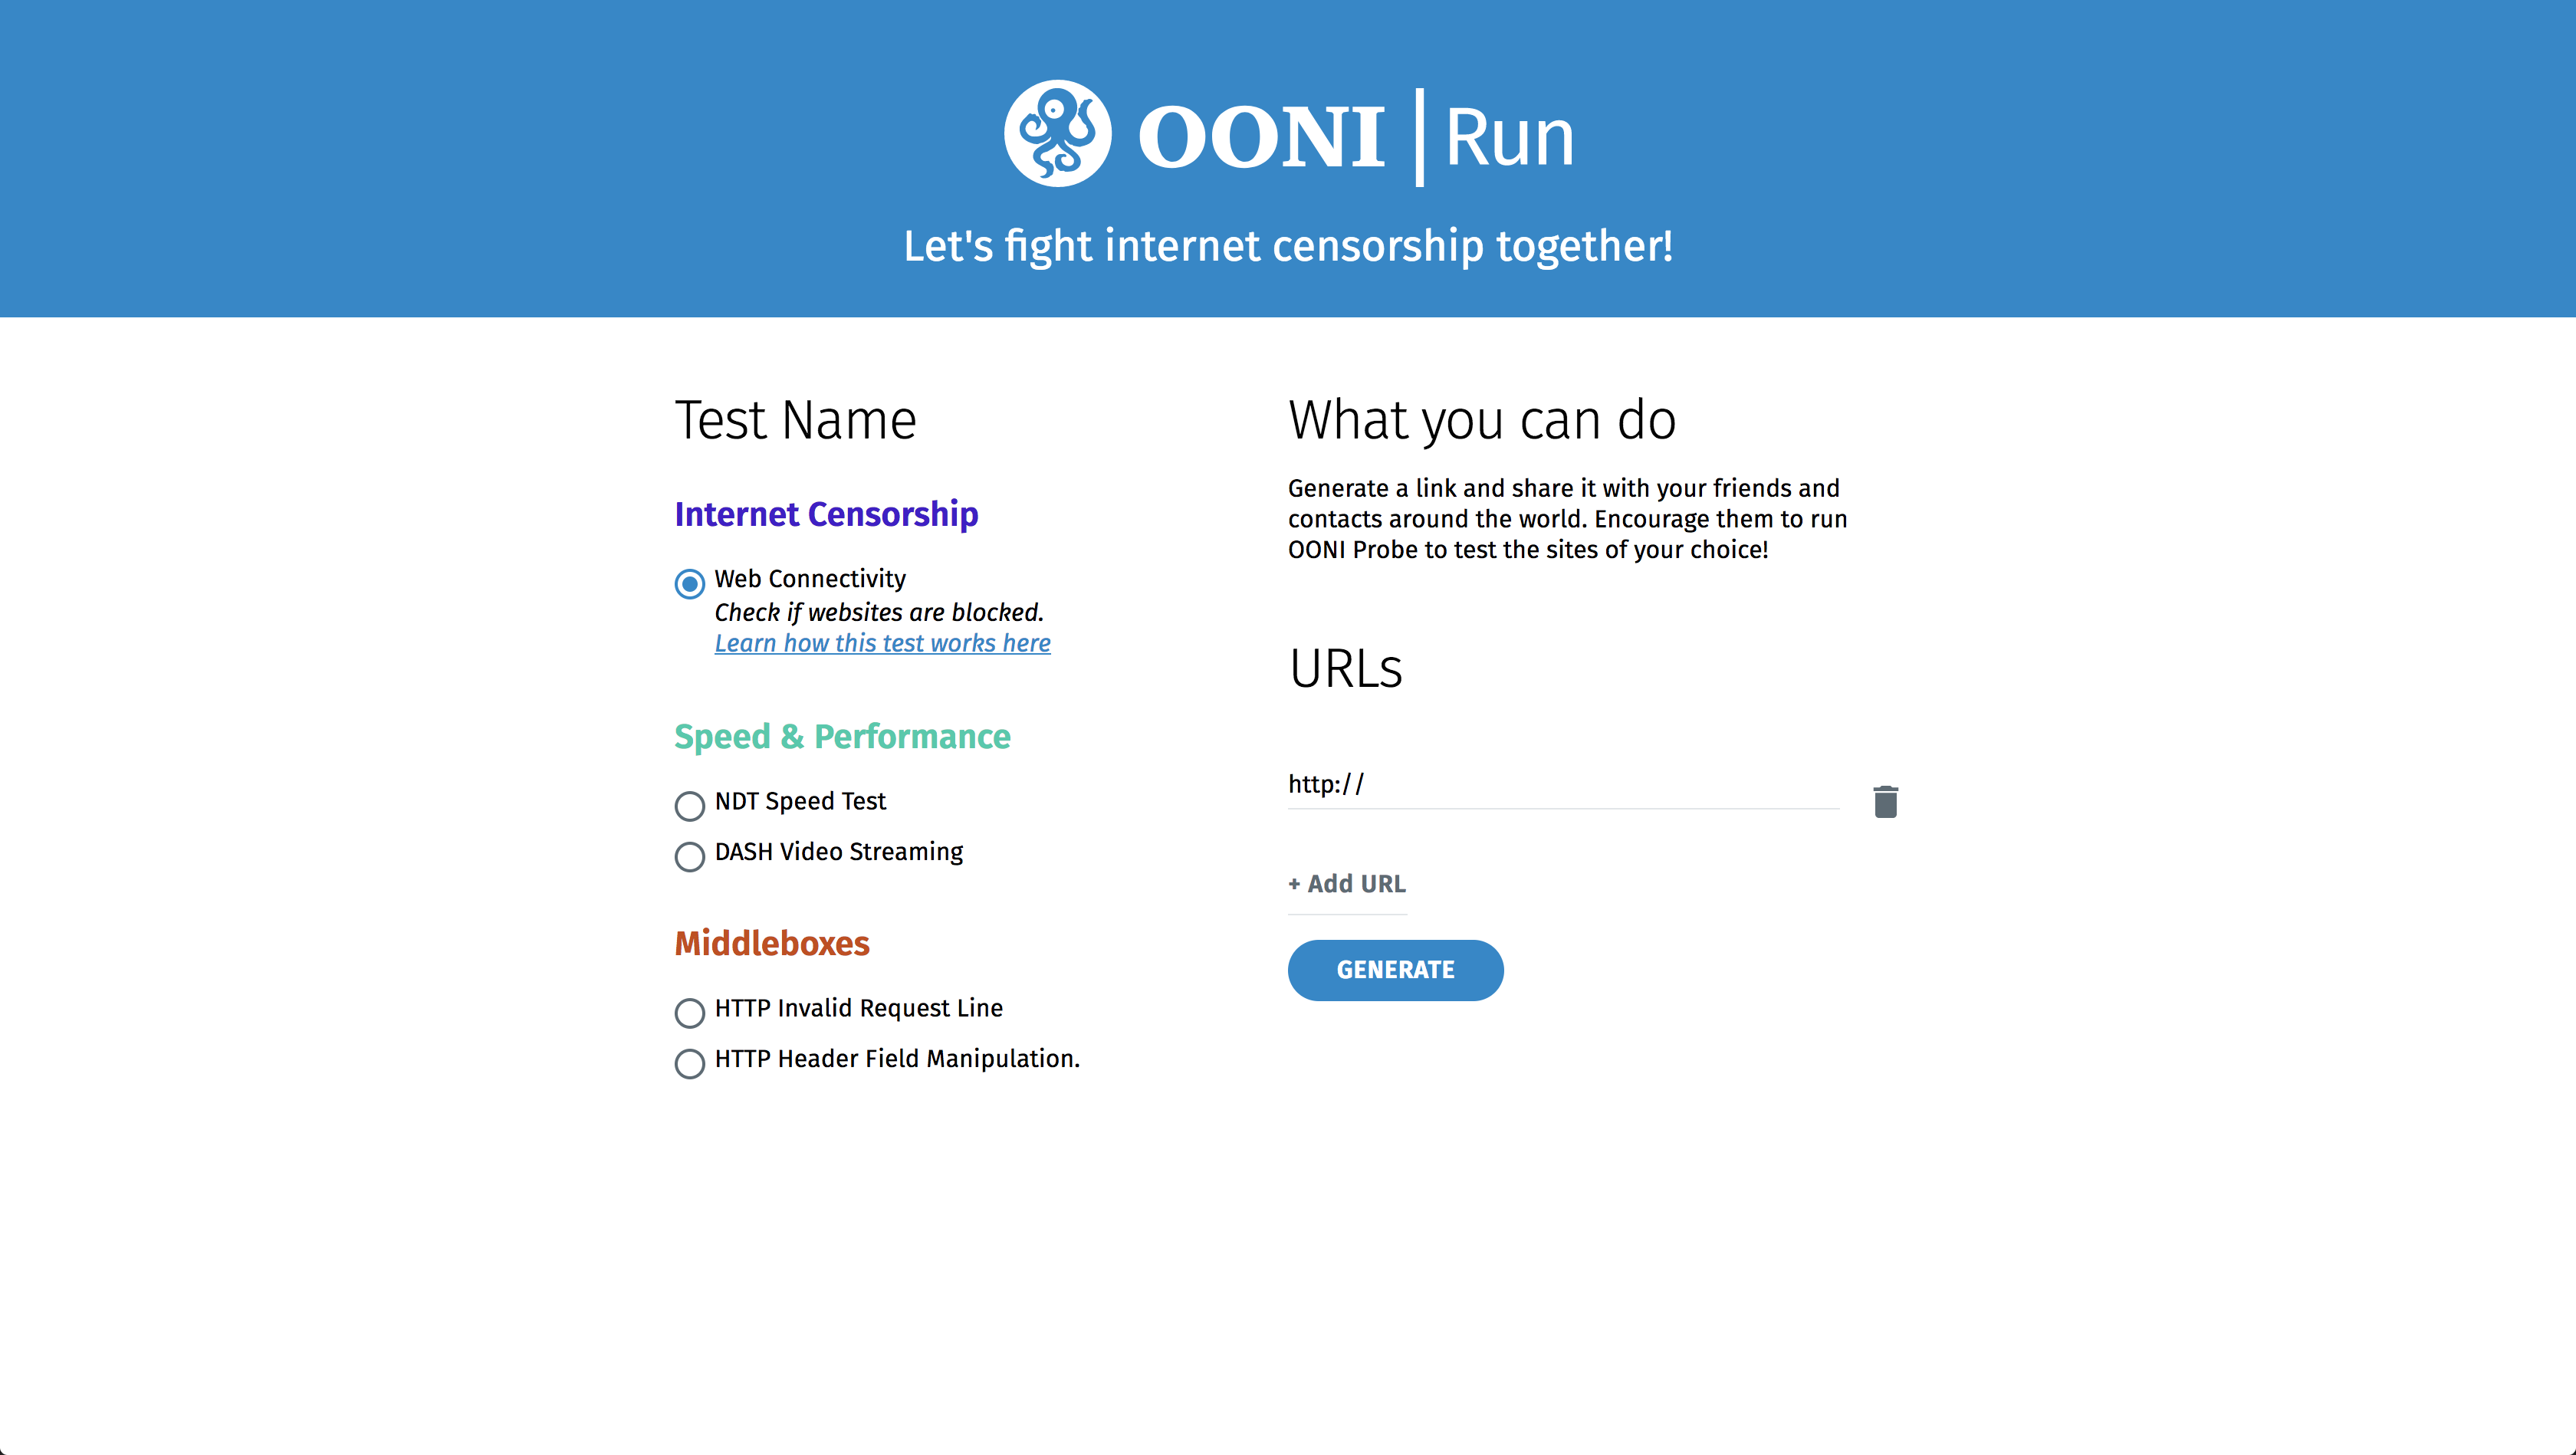 OONI | Run
Let's fight internet censorship together!
Test Name
Internet Censorship
Web Connectivity
Check if websites are blocked.
Learn how this test works here
Speed & Performance
NDT Speed Test
DASH Video Streaming
Middleboxes
HTTP Invalid Request Line
HTTP Header Field Manipulation.
What you can do
Generate a link and share it with your friends and
contacts around the world. Encourage them to run
OONI Probe to test the sites of your choice!
URLs
http://
+ Add URL
GENERATE